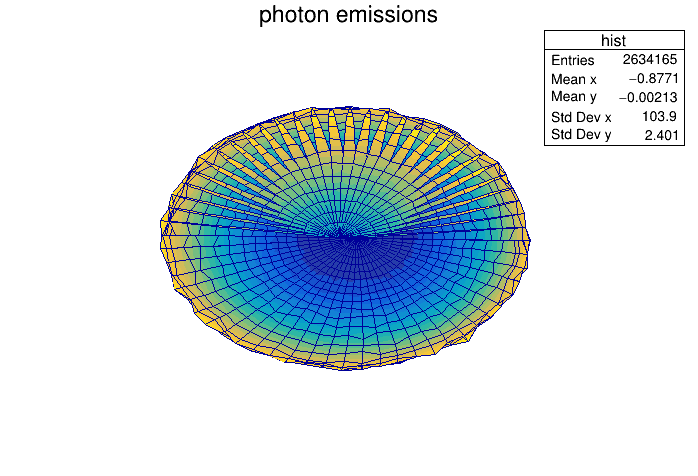 photon emissions
hist
Entries 2634165
Mean x −0.8771
Mean y −0.00213
Std Dev x 103.9
Std Dev y 2.401